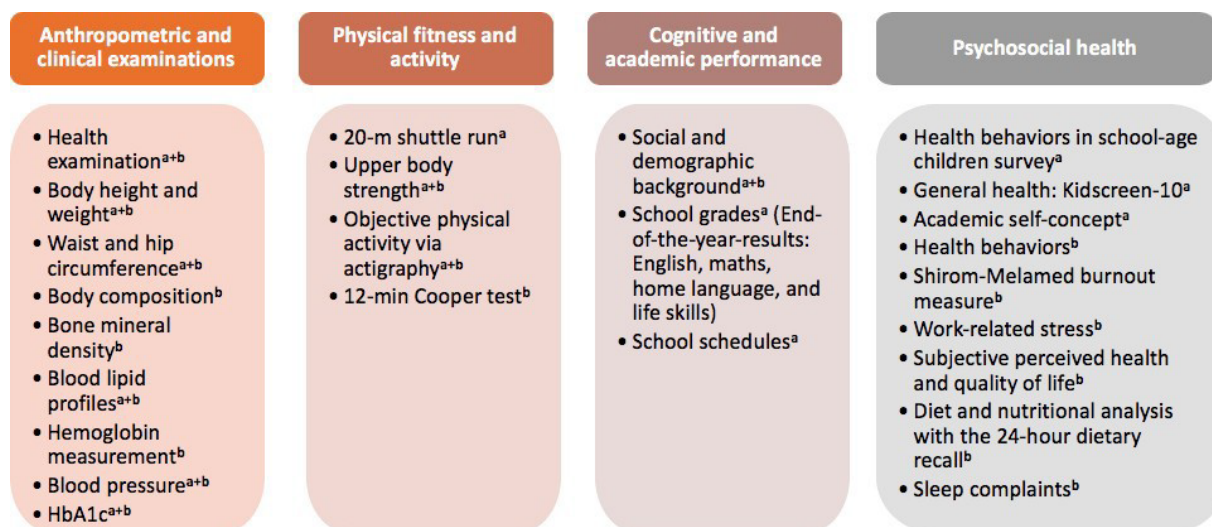 Anthropometric and
clinical examinations
• Health
examinationᵃ⁺ᵇ
• Body height and
weightᵃ⁺ᵇ
• Waist and hip
circumferenceᵃ⁺ᵇ
• Body compositionᵇ
• Bone mineral
densityᵇ
• Blood lipid
profilesᵃ⁺ᵇ
• Hemoglobin
measurementᵇ
• Blood pressureᵃ⁺ᵇ
• HbA1cᵃ⁺ᵇ
Physical fitness and
activity
• 20-m shuttle runᵃ
• Upper body
strengthᵃ⁺ᵇ
• Objective physical
activity via
actigraphyᵃ⁺ᵇ
• 12-min Cooper testᵇ
Cognitive and
academic performance
• Social and
demographic
backgroundᵃ⁺ᵇ
• School gradesᵃ (End-
of-the-year-results:
English, maths,
home language, and
life skills)
• School schedulesᵃ
Psychosocial health
• Health behaviors in school-age
children surveyᵃ
• General health: Kidscreen-10ᵃ
• Academic self-conceptᵃ
• Health behaviorsᵇ
• Shirom-Melamed burnout
measureᵇ
• Work-related stressᵇ
• Subjective perceived health
and quality of lifeᵇ
• Diet and nutritional analysis
with the 24-hour dietary
recallᵇ
• Sleep complaintsᵇ